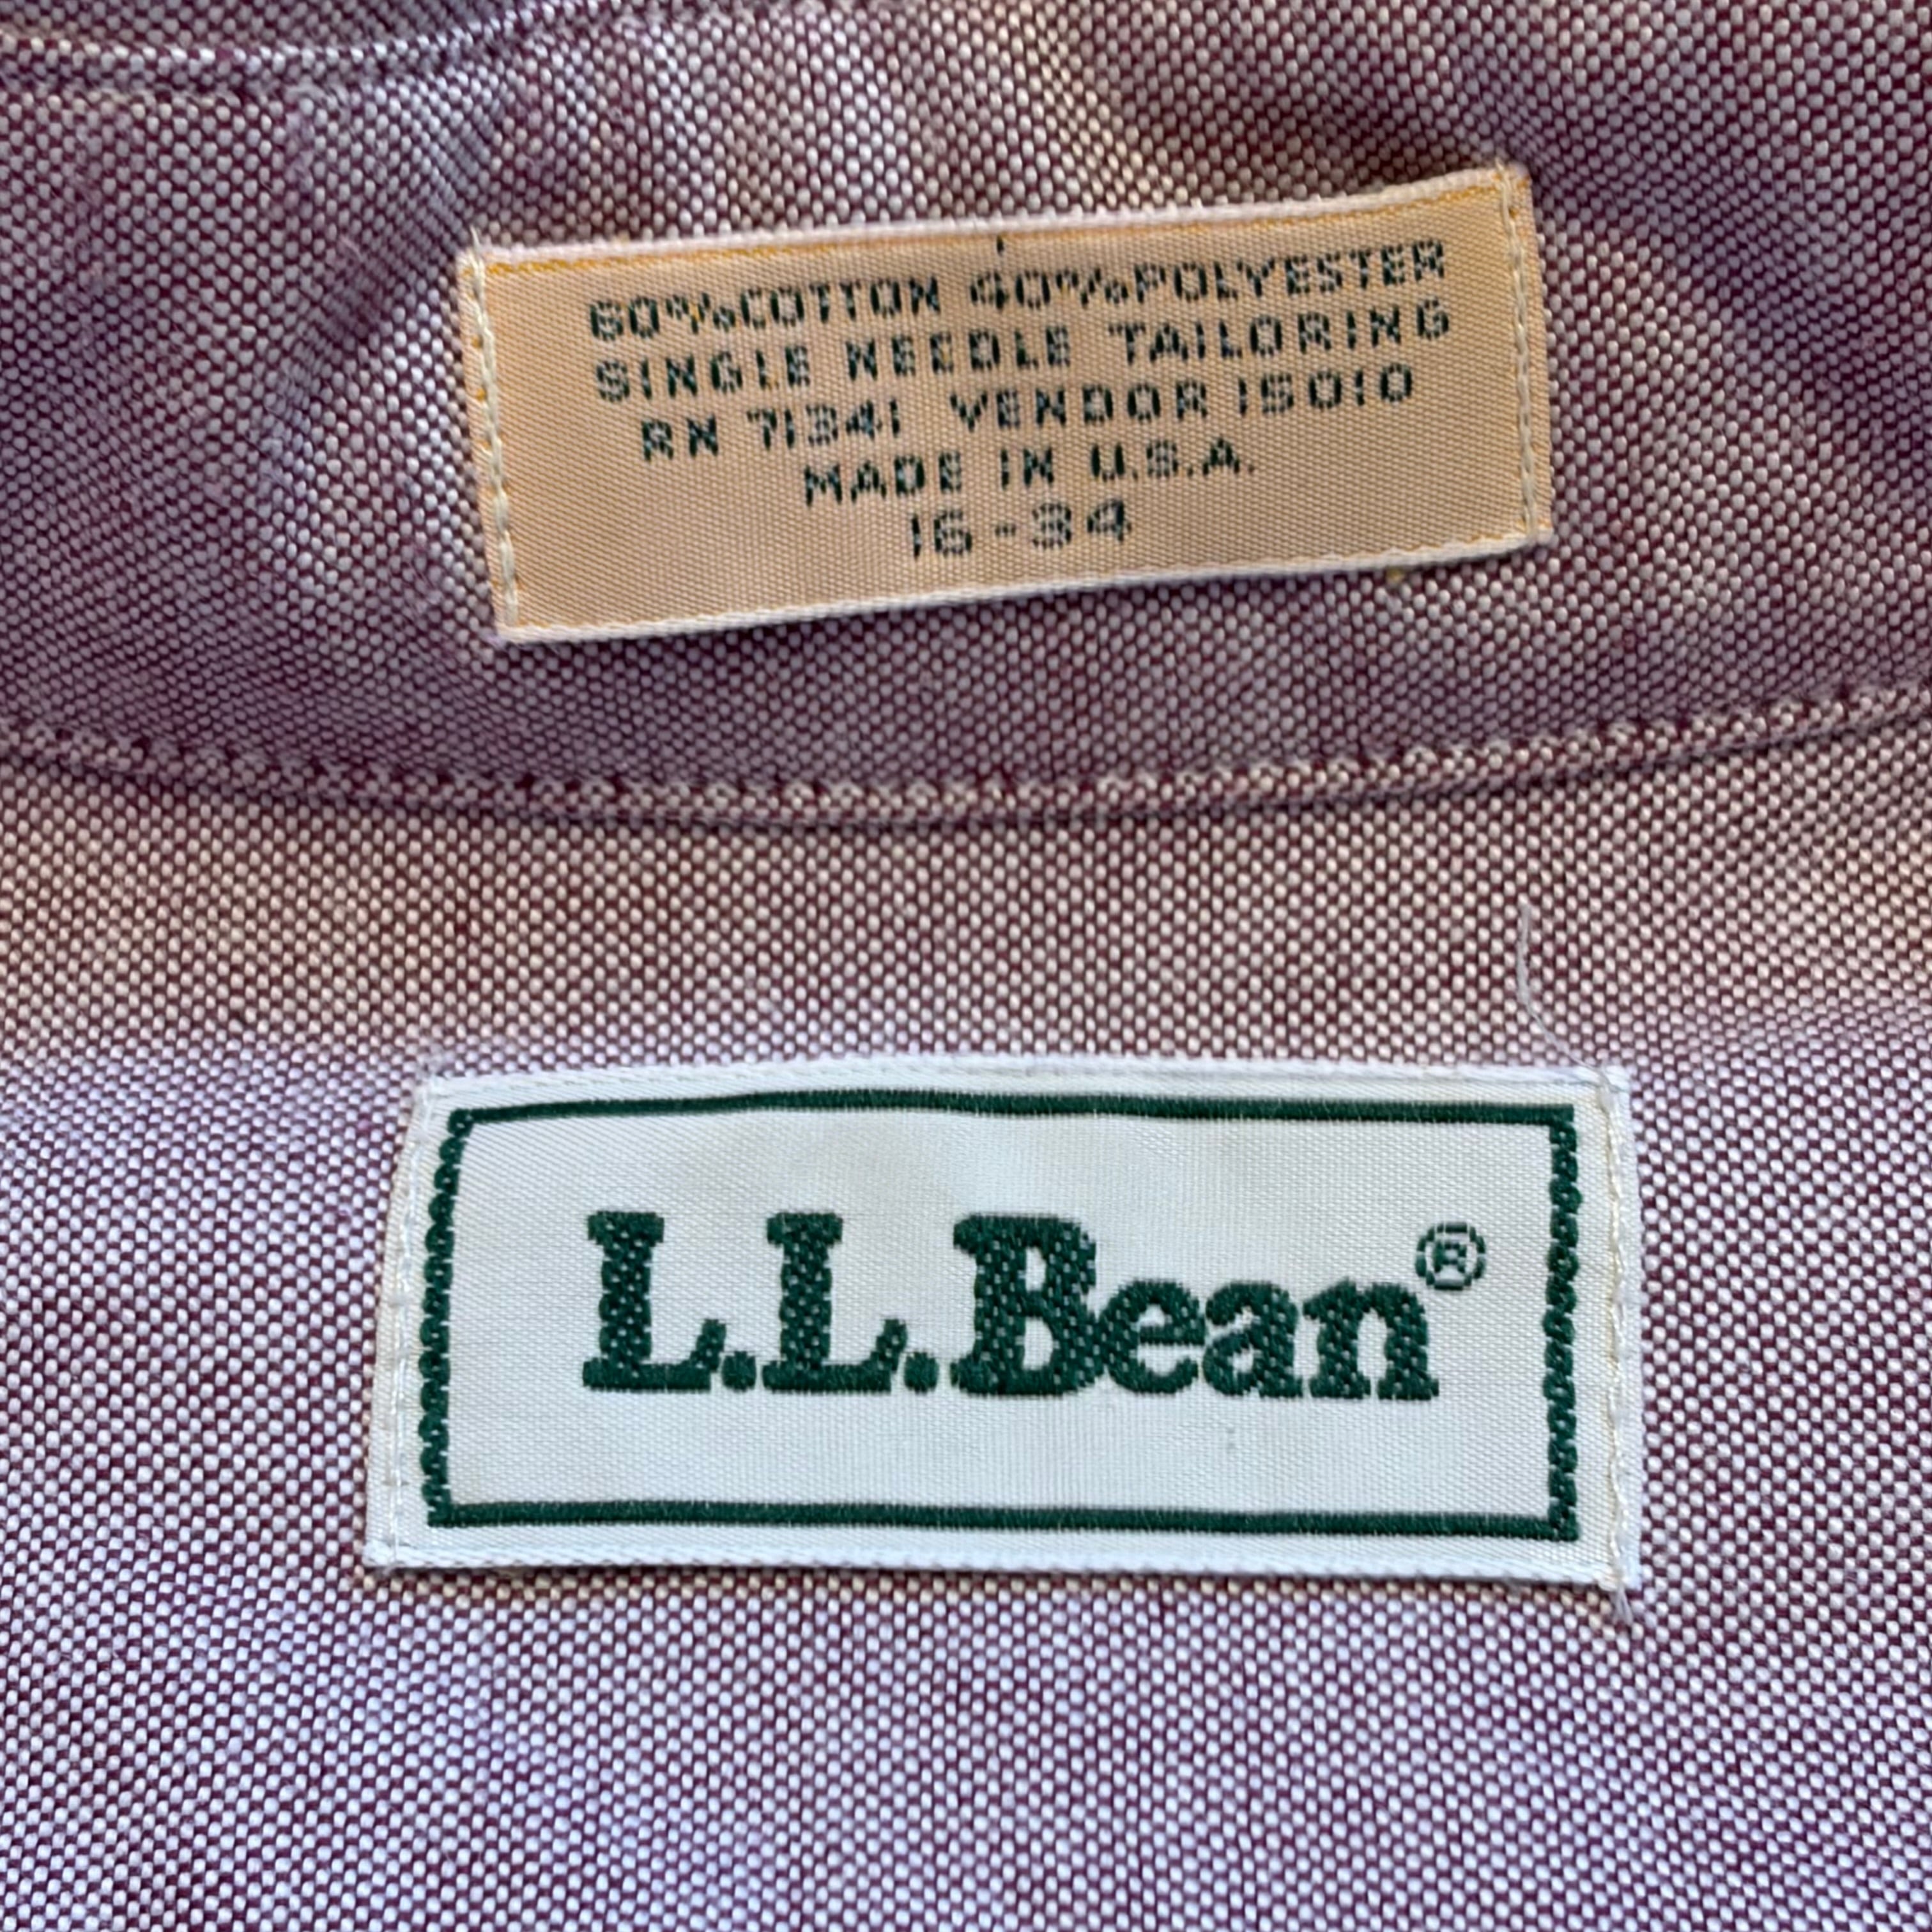 60%COTTON 40%POLYESTER
SINGLE NEEDLE TAILORING
RN 71341 VENDOR 15010
MADE IN U.S.A.
16-34
L.L.Bean®